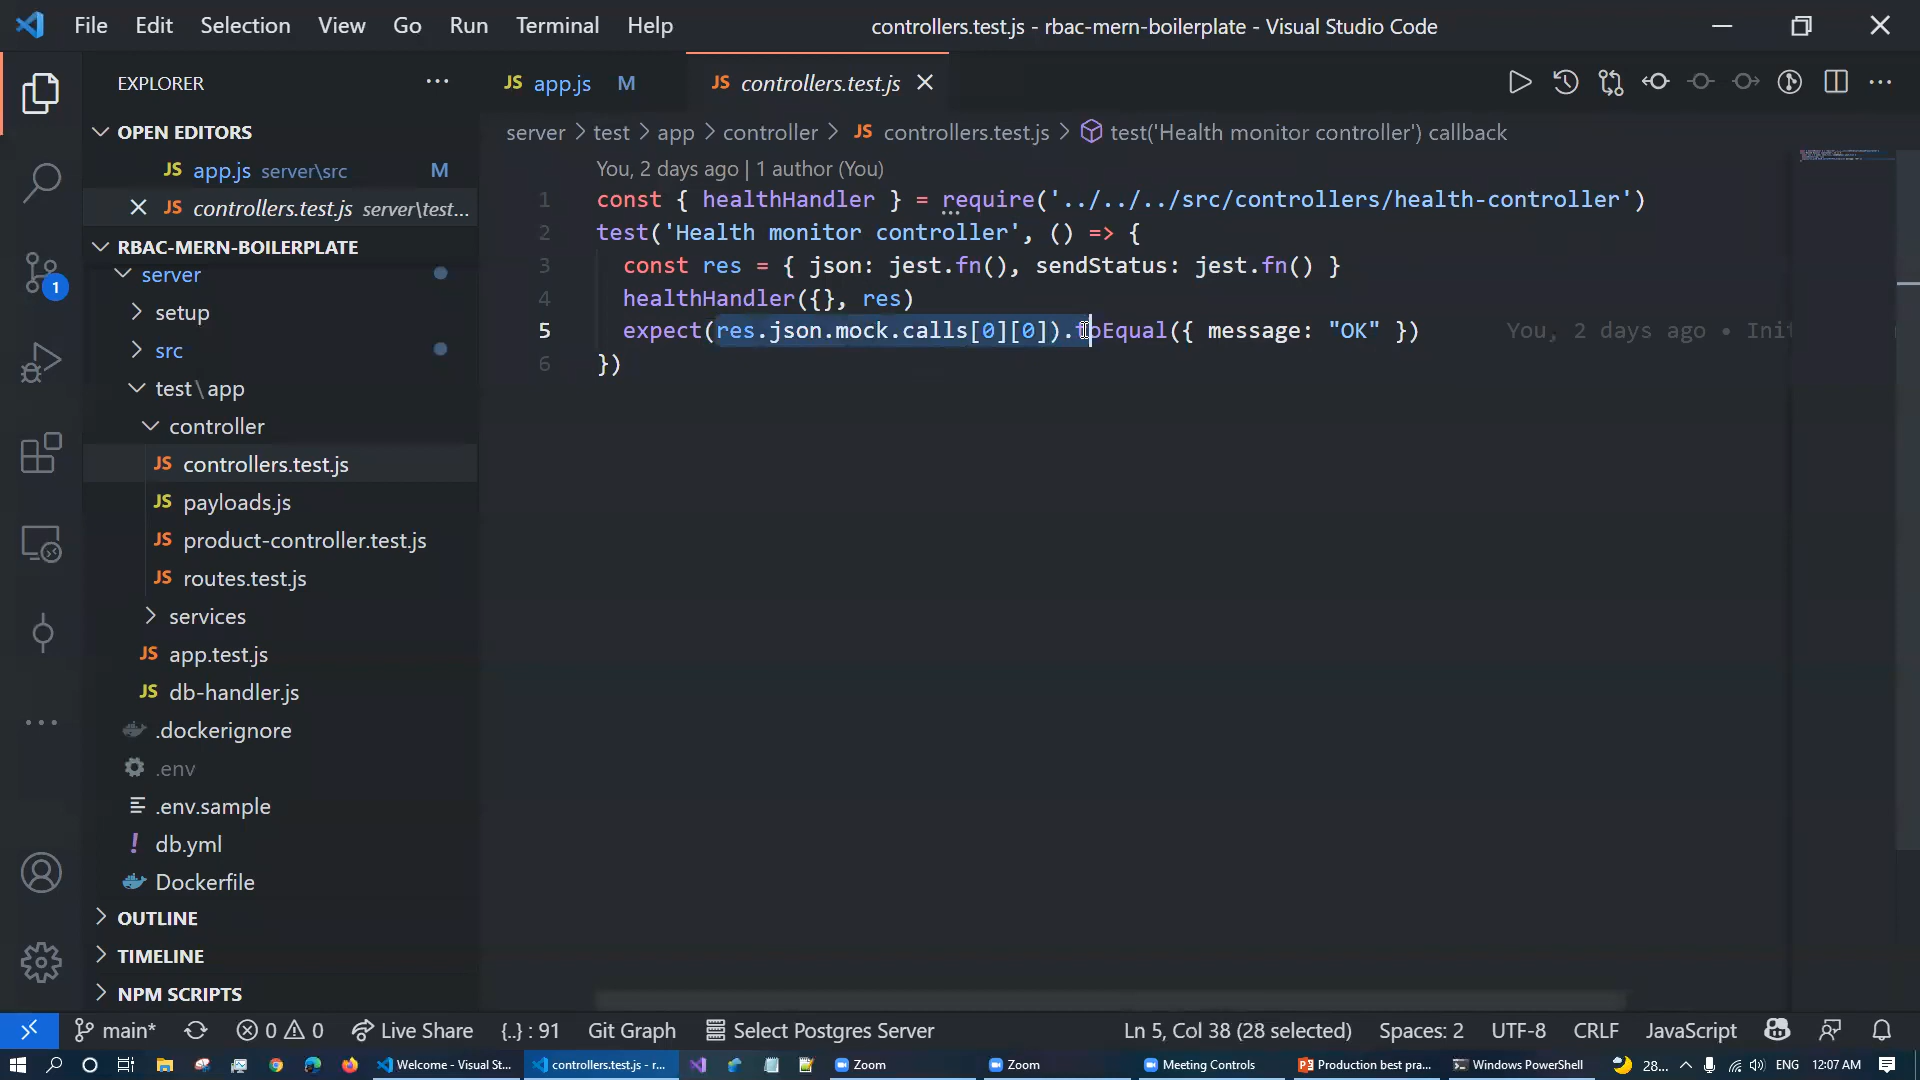 File Edit Selection View Go Run Terminal Help
controllers.test.js - rbac-mern-boilerplate - Visual Studio Code
EXPLORER
JS app.js M
JS controllers.test.js
OPEN EDITORS
JS app.js server\src M
JS controllers.test.js server\test...
RBAC-MERN-BOILERPLATE
server
setup
src
test\app
controller
JS controllers.test.js
JS payloads.js
JS product-controller.test.js
JS routes.test.js
services
JS app.test.js
JS db-handler.js
.dockerignore
.env
.env.sample
! db.yml
Dockerfile
OUTLINE
TIMELINE
NPM SCRIPTS
1
server > test > app > controller > JS controllers.test.js > test('Health monitor controller') callback
You, 2 days ago | 1 author (You)
1 const { healthHandler } = require('../../../src/controllers/health-controller')
2 test('Health monitor controller', () => {
3 const res = { json: jest.fn(), sendStatus: jest.fn() }
4 healthHandler({}, res)
5 expect(res.json.mock.calls[0][0]).toEqual({ message: "OK" }) You, 2 days ago • Init
6 })
main* 0 0 Live Share {..} : 91 Git Graph Select Postgres Server Ln 5, Col 38 (28 selected) Spaces: 2 UTF-8 CRLF JavaScript
Welcome - Visual St... controllers.test.js - r... Zoom Zoom Meeting Controls Production best pra... Windows PowerShell 28... ENG 12:07 AM